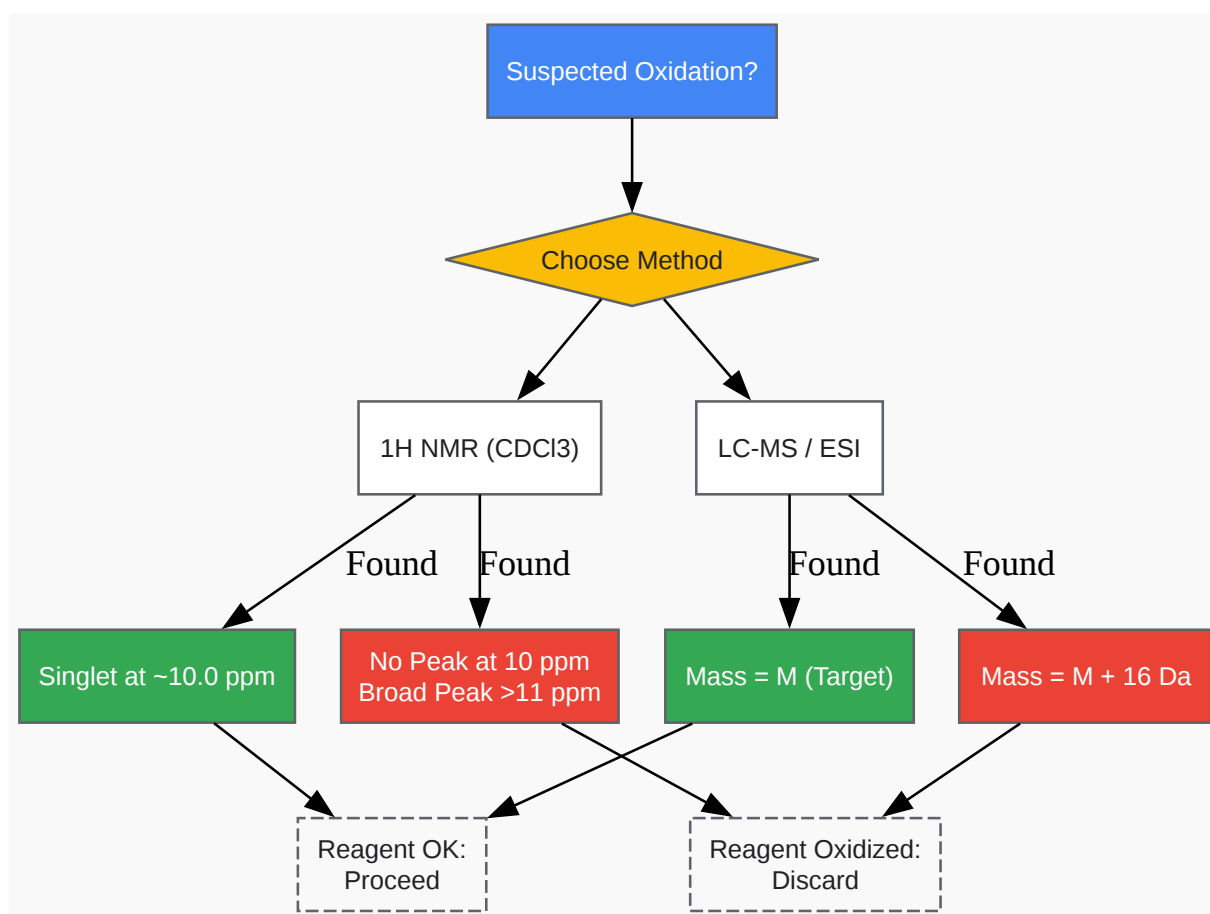 Suspected Oxidation?
Choose Method
1H NMR (CDCl3)
LC-MS / ESI
Found
Found
Found
Found
Singlet at ~10.0 ppm
No Peak at 10 ppm
Broad Peak >11 ppm
Mass = M (Target)
Mass = M + 16 Da
Reagent OK:
Proceed
Reagent Oxidized:
Discard